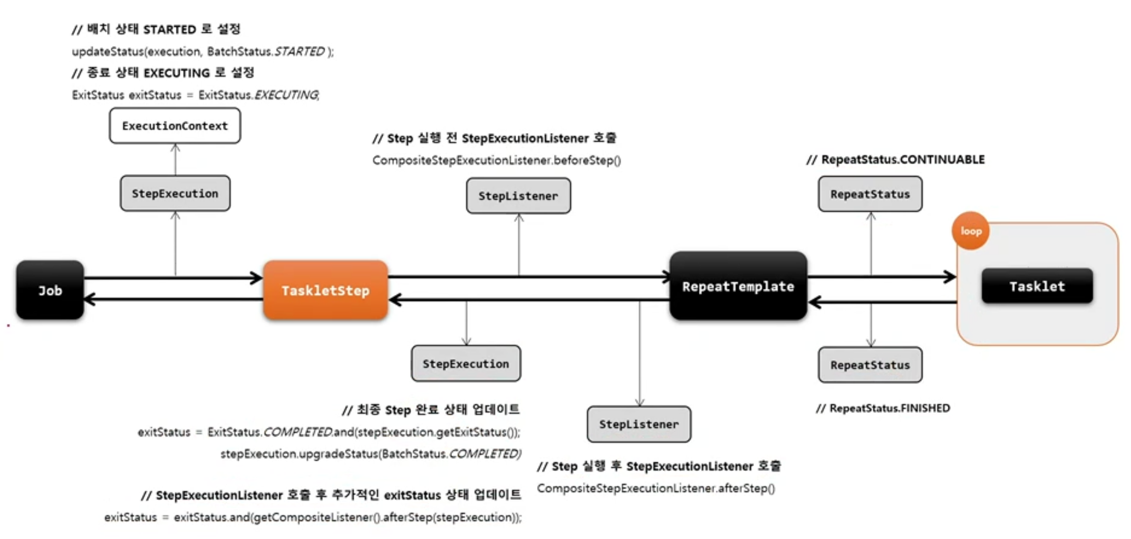 // 배치 상태 STARTED 로 설정
updateStatus(execution, BatchStatus.STARTED );
// 종료 상태 EXECUTING 로 설정
ExitStatus exitStatus = ExitStatus.EXECUTING;
ExecutionContext
StepExecution
// Step 실행 전 StepExecutionListener 호출
CompositeStepExecutionListener.beforeStep()
StepListener
// RepeatStatus.CONTINUABLE
RepeatStatus
loop
Job
TaskletStep
RepeatTemplate
Tasklet
StepExecution
// 최종 Step 완료 상태 업데이트
exitStatus = ExitStatus.COMPLETED.and(stepExecution.getExitStatus());
stepExecution.upgradeStatus(BatchStatus.COMPLETED)
// StepExecutionListener 호출 후 추가적인 exitStatus 상태 업데이트
exitStatus = exitStatus.and(getCompositeListener().afterStep(stepExecution));
StepListener
// Step 실행 후 StepExecutionListener 호출
CompositeStepExecutionListener.afterStep()
RepeatStatus
// RepeatStatus.FINISHED